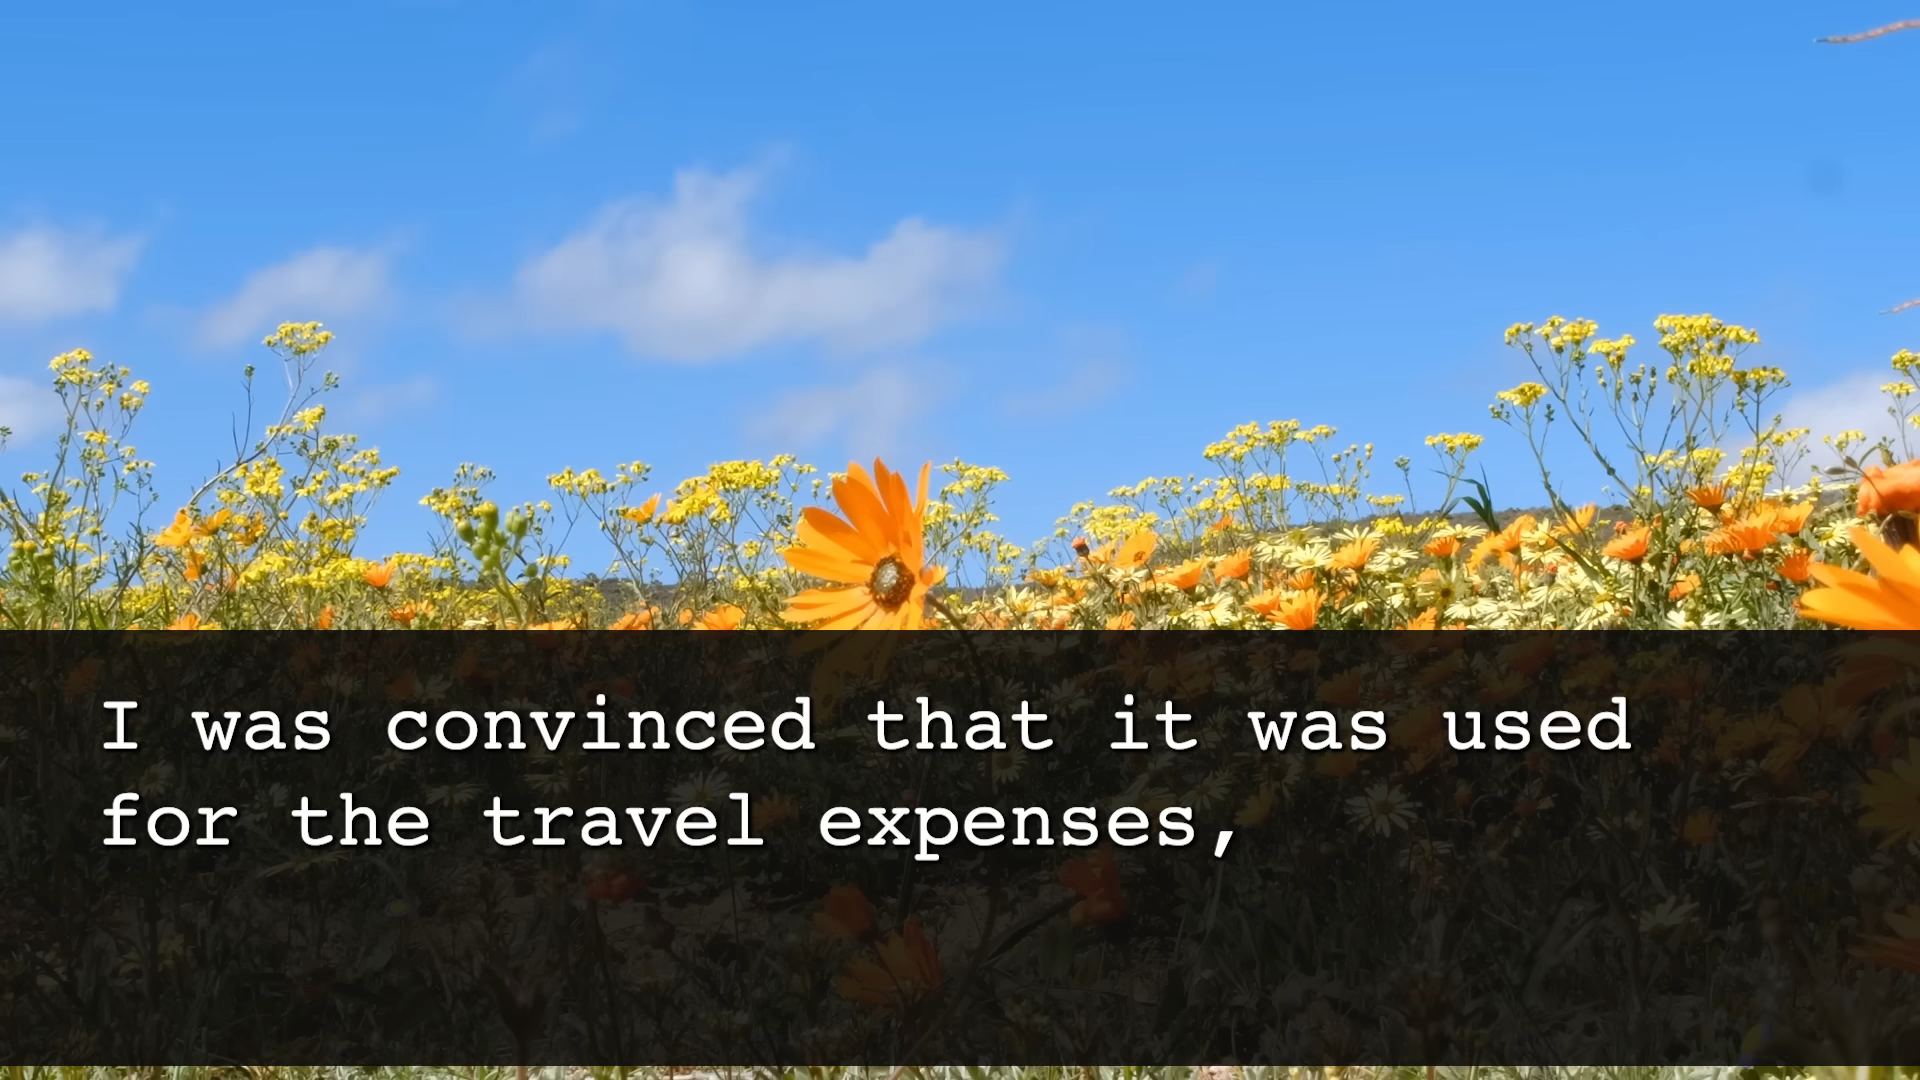 I was convinced that it was used
for the travel expenses,